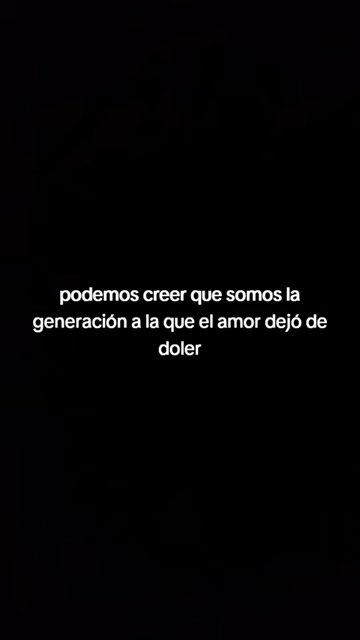 podemos creer que somos la
generación a la que el amor dejó de
doler